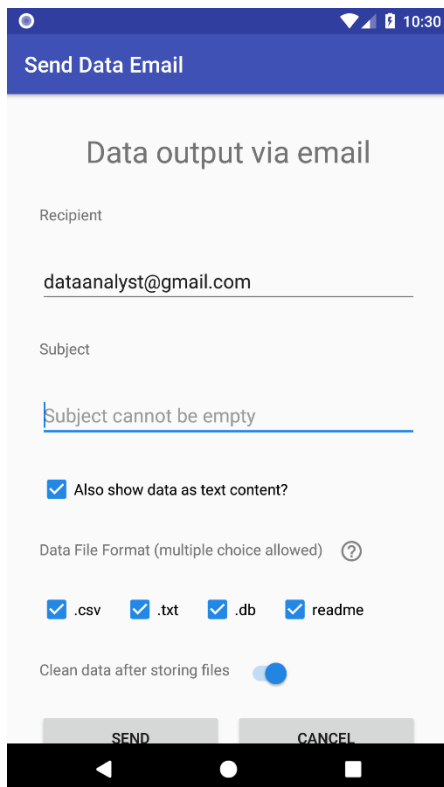 10:30
Send Data Email
Data output via email
Recipient
dataanalyst@gmail.com
Subject
Subject cannot be empty
Also show data as text content?
Data File Format (multiple choice allowed) ?
.csv .txt .db readme
Clean data after storing files
SEND CANCEL